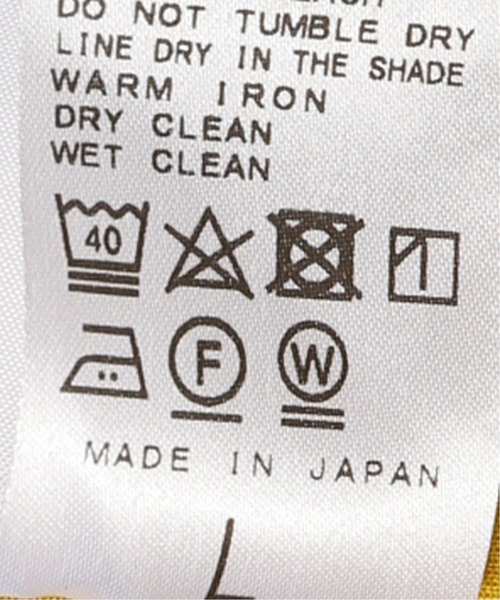 DO NOT TUMBLE DRY
LINE DRY IN THE SHADE
WARM IRON
DRY CLEAN
WET CLEAN
40
F W
MADE IN JAPAN
L